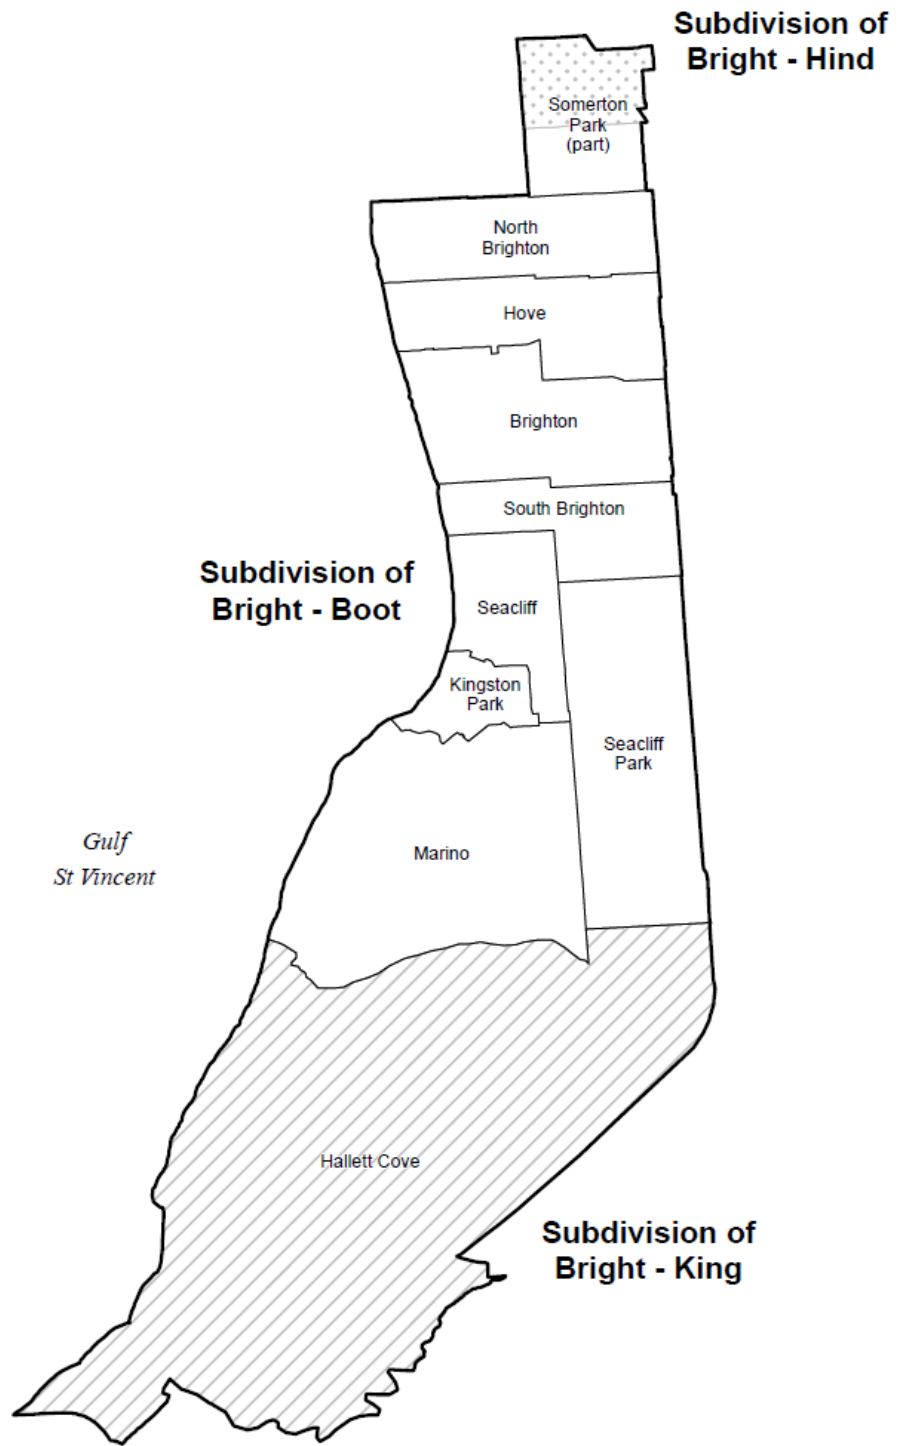 Subdivision of
Bright - Hind
Somerton
Park
(part)
North
Brighton
Hove
Brighton
South Brighton
Subdivision of
Bright - Boot
Seacliff
Kingston
Park
Seacliff
Park
Gulf
St Vincent
Marino
Hallett Cove
Subdivision of
Bright - King